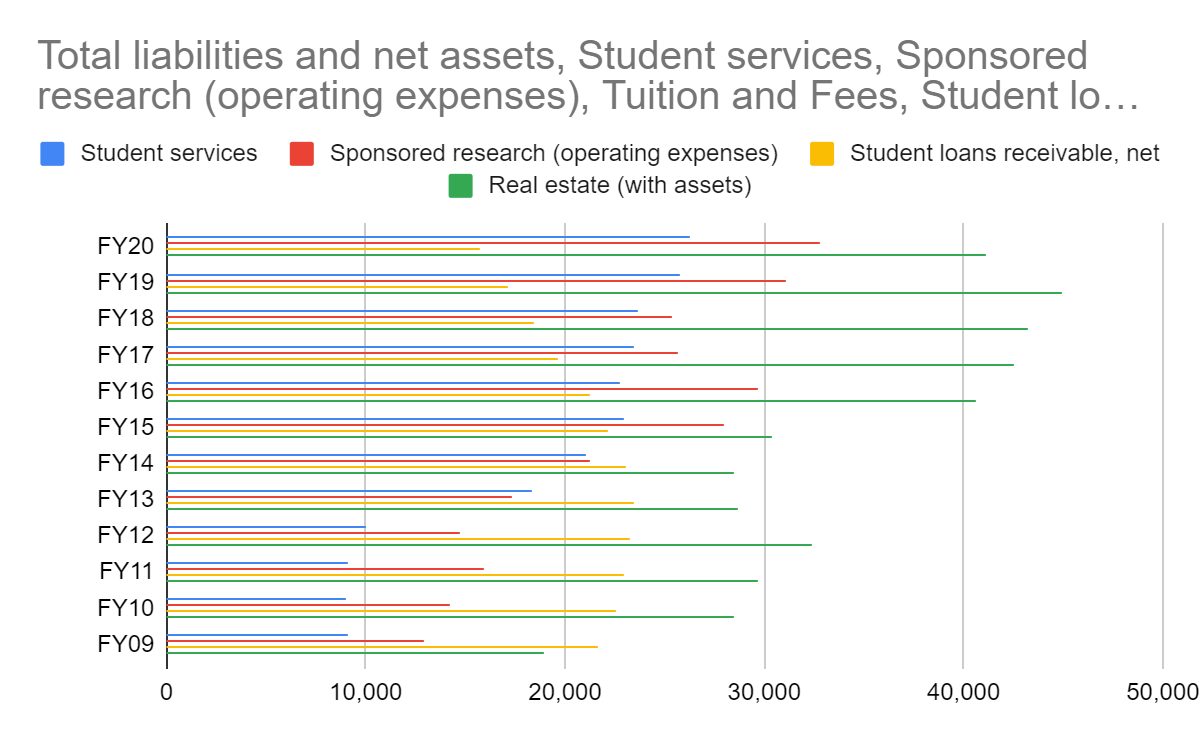 Total liabilities and net assets, Student services, Sponsored
research (operating expenses), Tuition and Fees, Student lo…
Student services Sponsored research (operating expenses) Student loans receivable, net
Real estate (with assets)
FY20
FY19
FY18
FY17
FY16
FY15
FY14
FY13
FY12
FY11
FY10
FY09
0 10,000 20,000 30,000 40,000 50,000